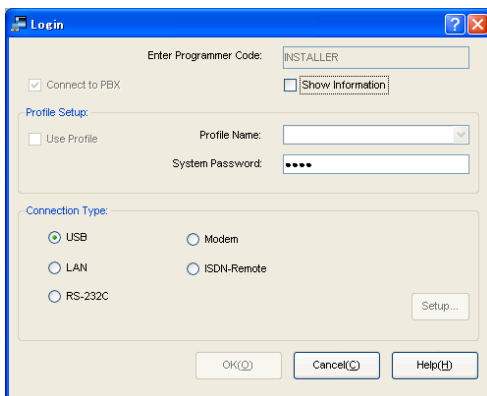 Login
Enter Programmer Code: INSTALLER
Connect to PBX Show Information
Profile Setup:
Use Profile Profile Name:
System Password: ••••
Connection Type:
USB Modem
LAN ISDN-Remote
RS-232C
Setup...
OK(O) Cancel(C) Help(H)